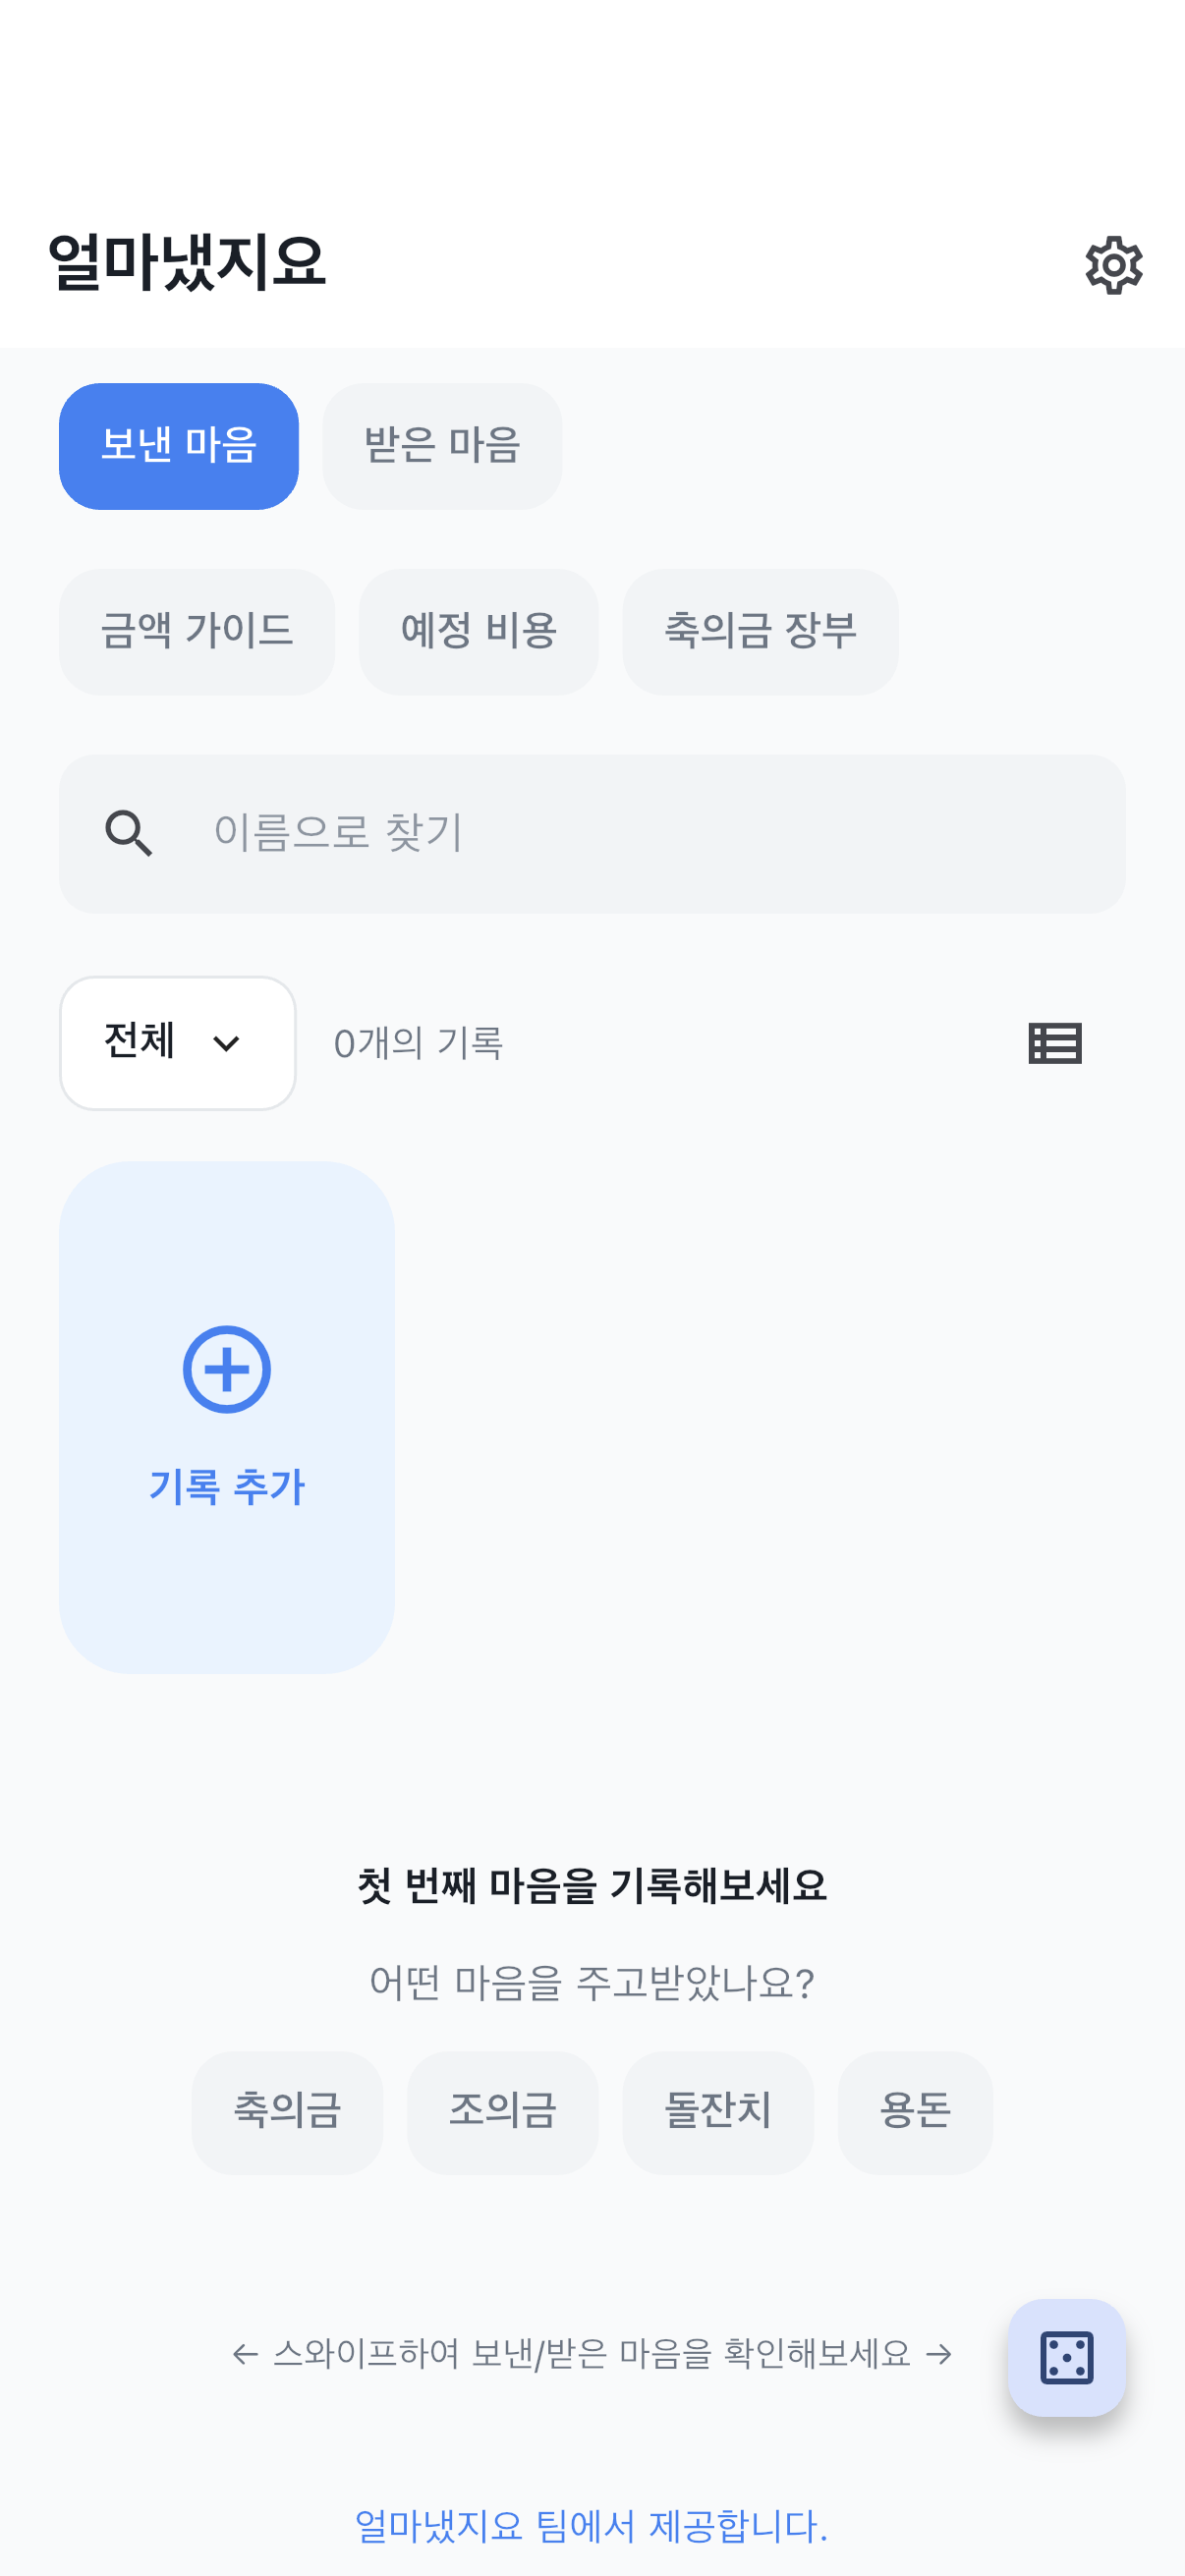 얼마냈지요
보낸 마음 받은 마음
금액 가이드 예정 비용 축의금 장부
이름으로 찾기
전체 0개의 기록
기록 추가
첫 번째 마음을 기록해보세요
어떤 마음을 주고받았나요?
축의금 조의금 돌잔치 용돈
← 스와이프하여 보낸/받은 마음을 확인해보세요 →
얼마냈지요 팀에서 제공합니다.